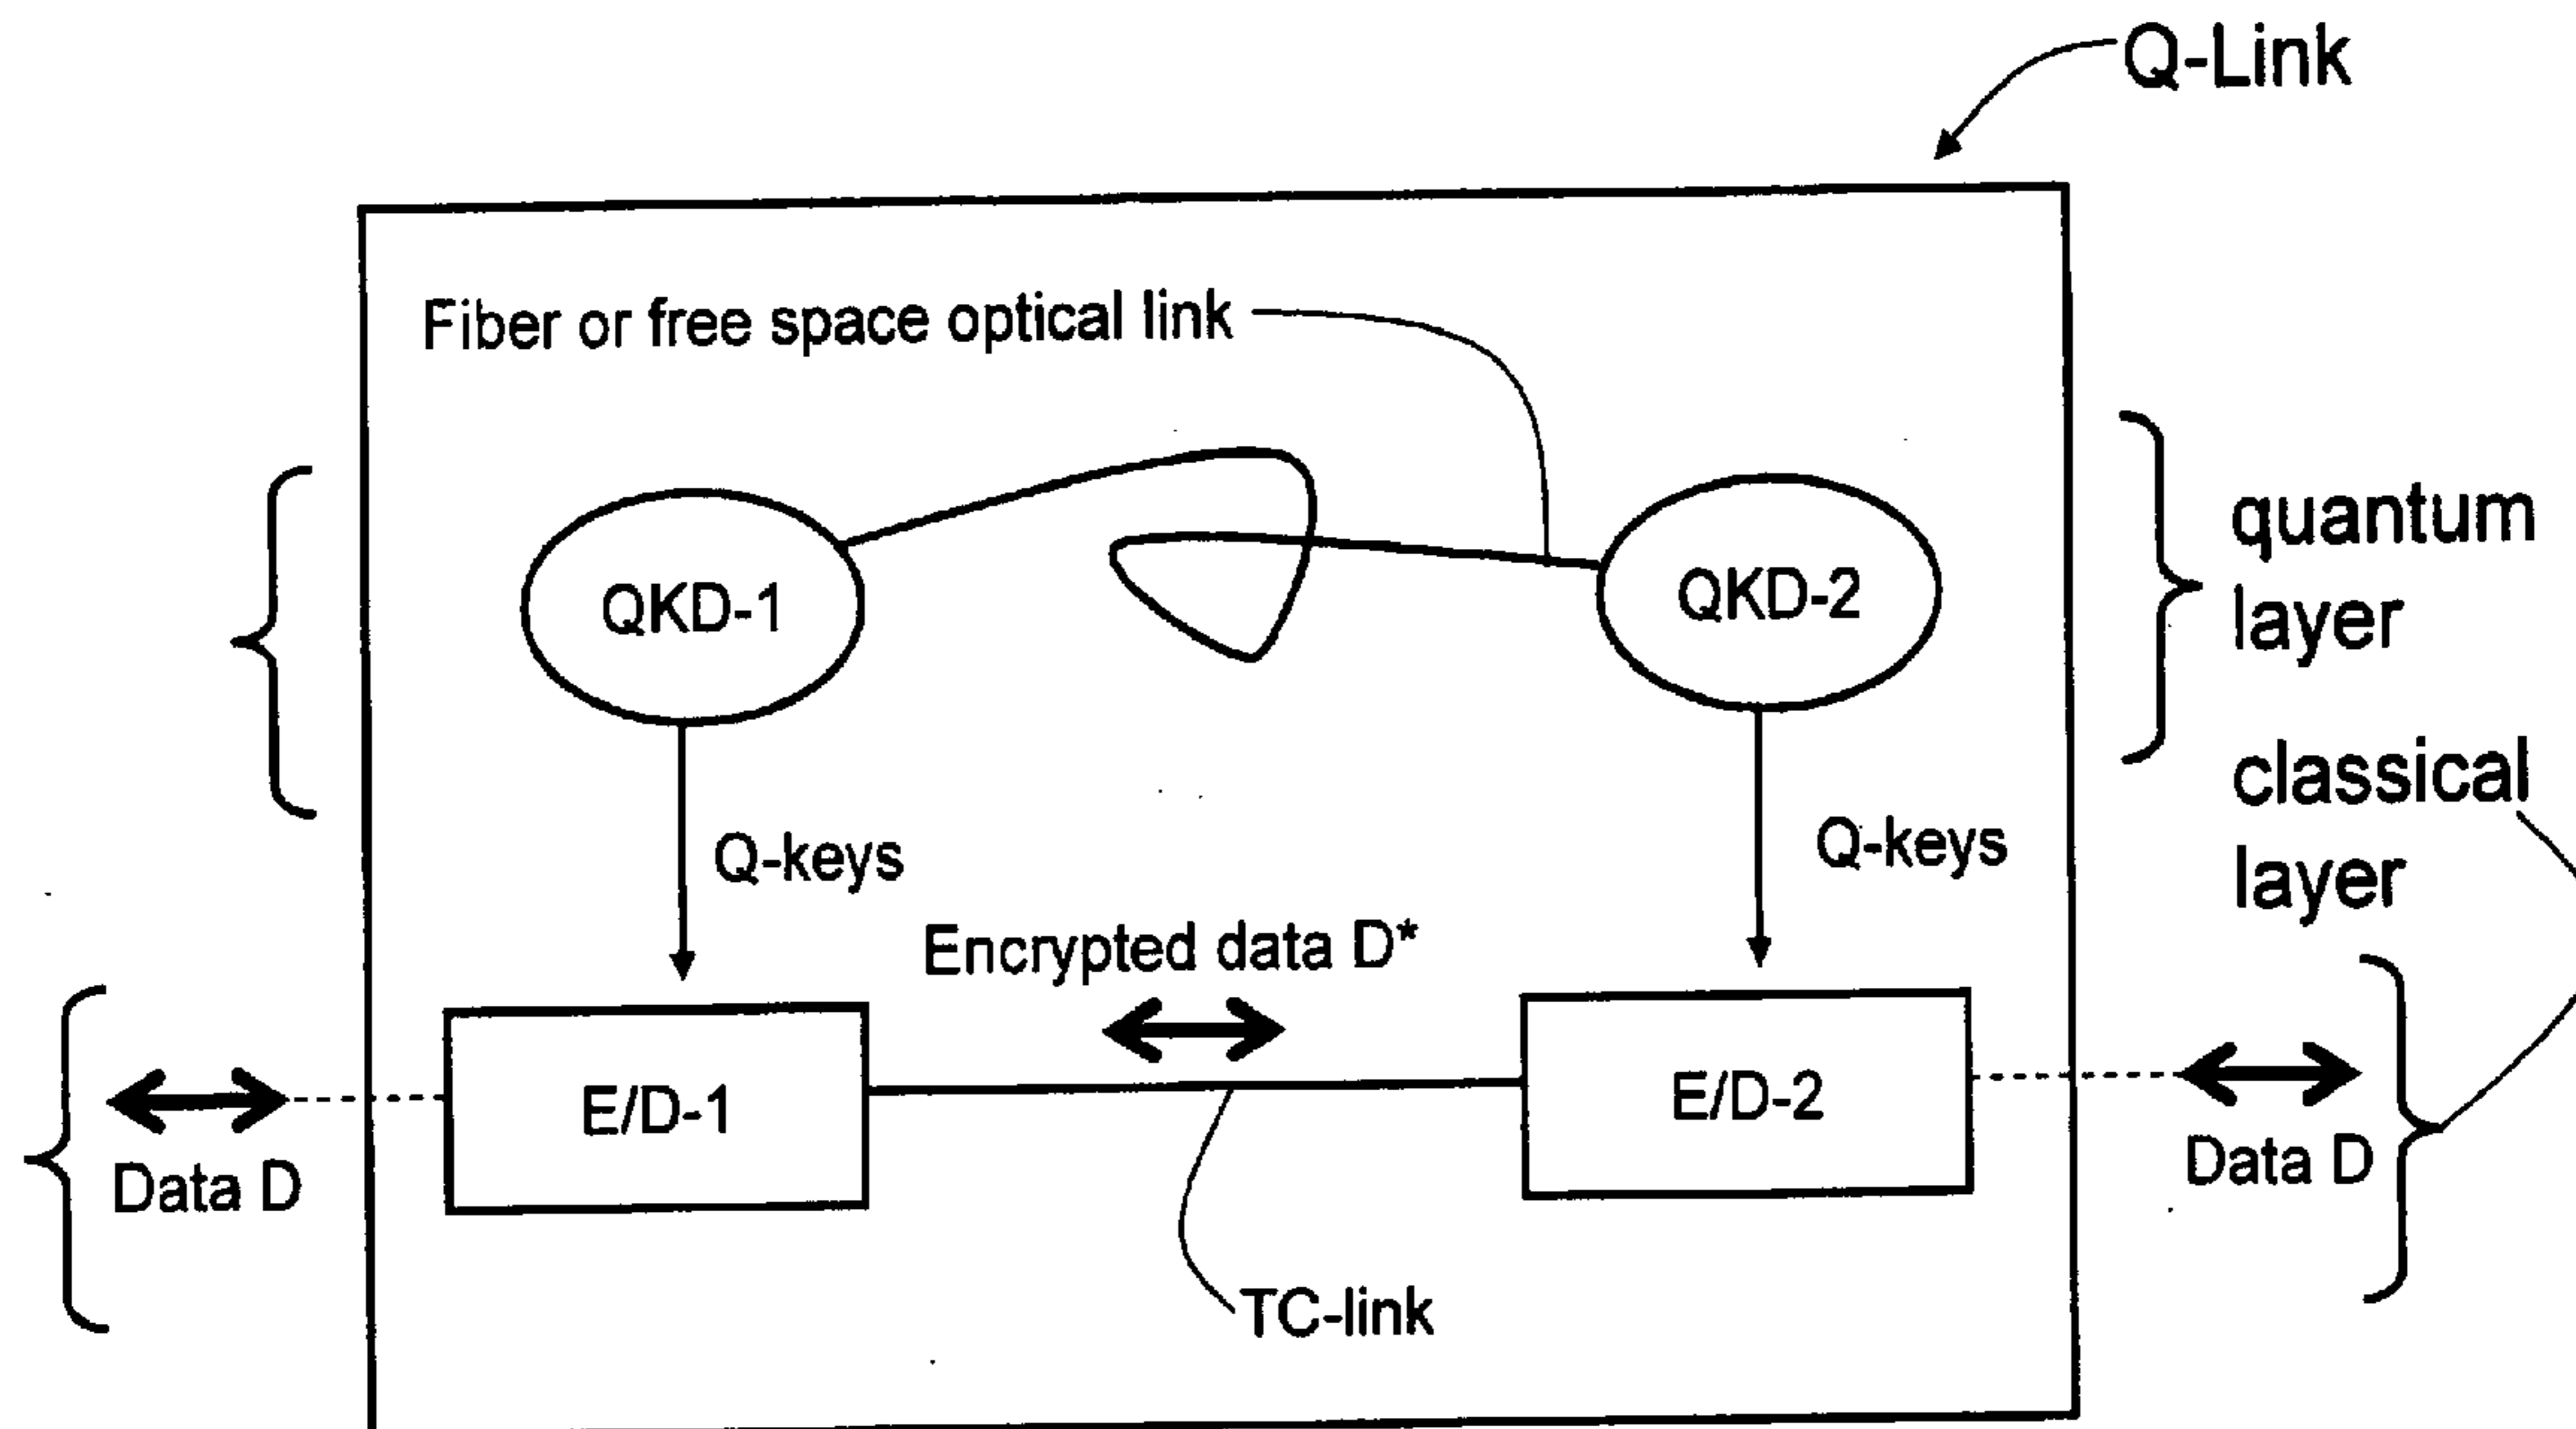 Q-Link
Fiber or free space optical link
QKD-1
QKD-2
quantum
layer
classical
layer
Q-keys
Q-keys
Encrypted data D*
E/D-1
E/D-2
Data D
Data D
TC-link